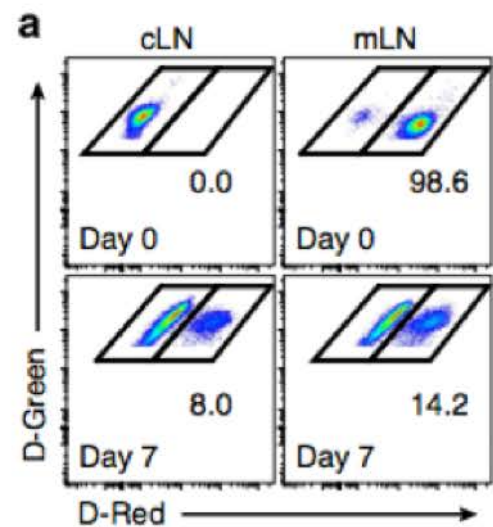 a
cLN mLN
0.0 98.6
Day 0 Day 0
8.0 14.2
Day 7 Day 7
D-Green
D-Red